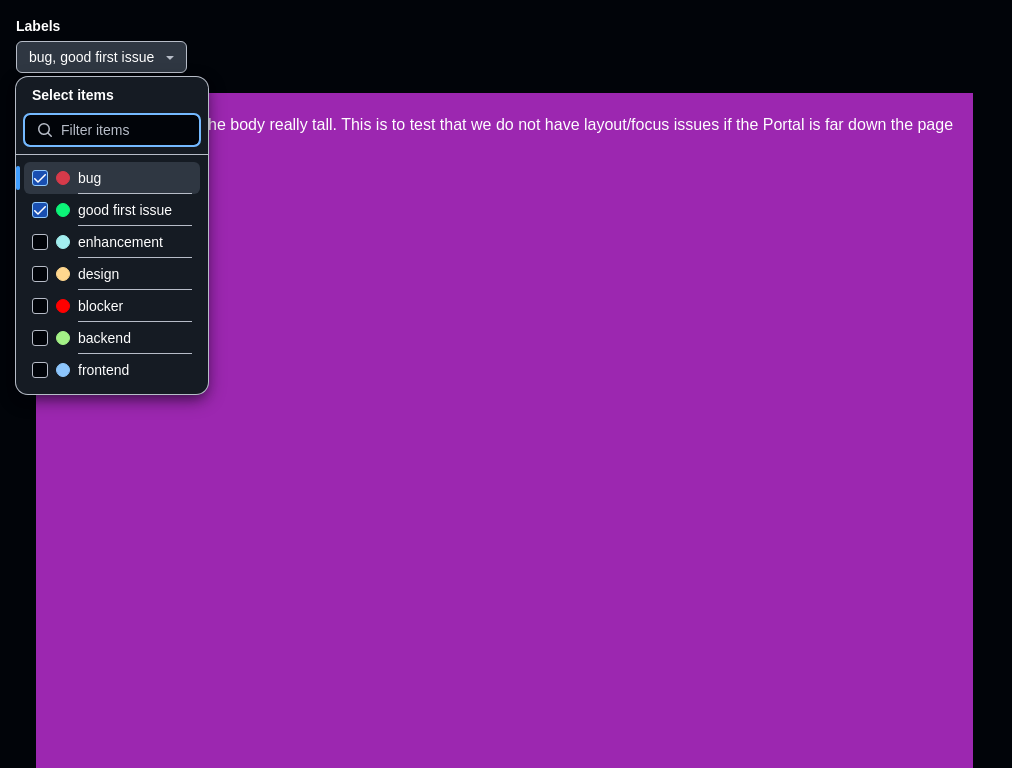 Labels
bug, good first issue
Select items
Filter items
he body really tall. This is to test that we do not have layout/focus issues if the Portal is far down the page
bug
good first issue
enhancement
design
blocker
backend
frontend